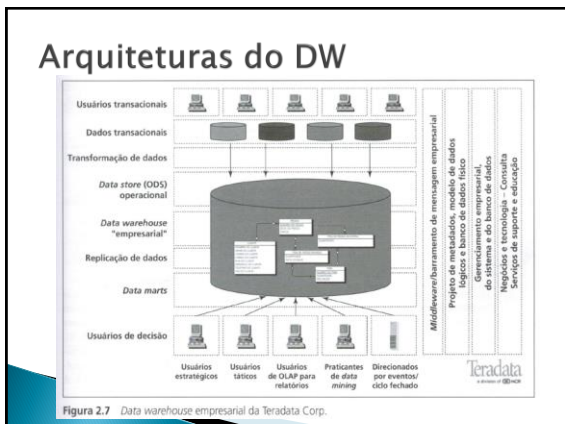 Arquiteturas do DW
Usuários transacionais
Dados transacionais
Transformação de dados
Data store (ODS)
operacional
Data warehouse
"empresarial"
Replicação de dados
Data marts
Usuários de decisão
Usuários
estratégicos
Usuários
táticos
Usuários
de OLAP para
relatórios
Praticantes
de data
mining
Direcionados
por eventos/
ciclo fechado
Middleware/barramento de mensagem empresarial
Projeto de metadados, modelo de dados
lógicos e banco de dados físico
Gerenciamento empresarial,
do sistema e do banco de dados
Negócios e tecnologia – Consulta
Serviços de suporte e educação
Teradata
a division of NCR
Figura 2.7 Data warehouse empresarial da Teradata Corp.